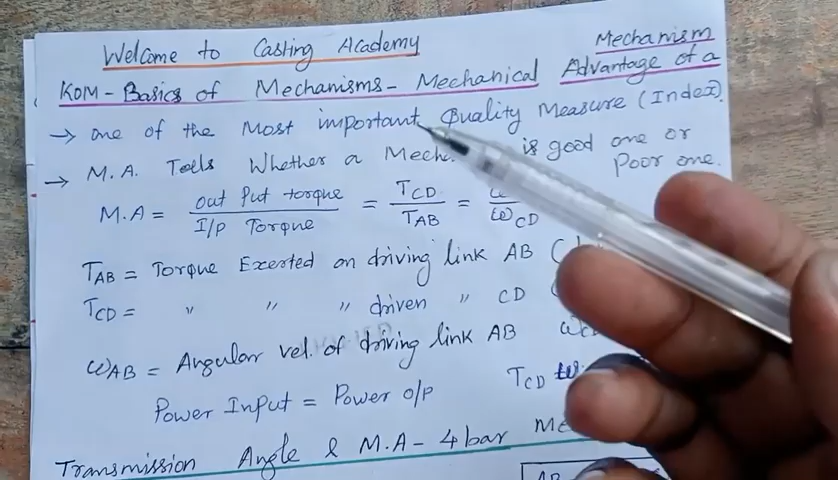 Welcome to Casting Academy
KOM - Basics of Mechanisms - Mechanical Advantage of a Mechanism
→ One of the Most important Quality Measure (Index).
→ M.A. Tells Whether a Mech is good one or Poor one.
M.A = out Put torque / I/p Torque = TCD / TAB = / ωCD
TAB = Torque Exerted on driving link AB (
TCD = " " " driven " CD (
ωAB = Angular vel. of driving link AB
Power Input = Power o/p TCD
Transmission Angle & M.A - 4 bar
AB